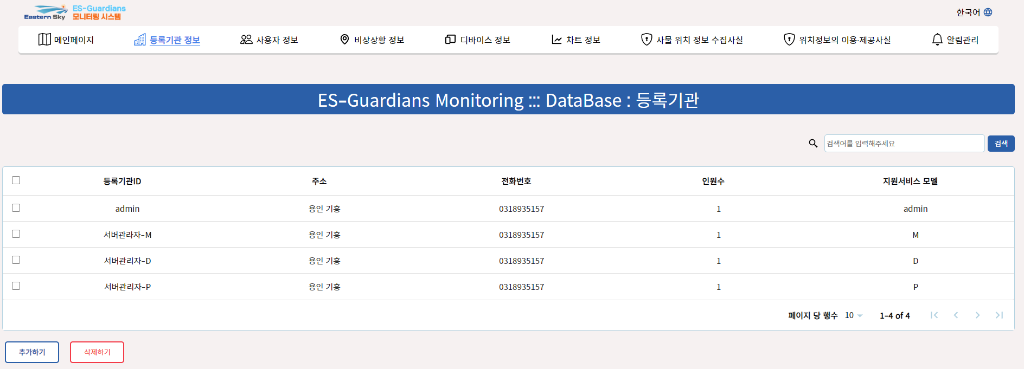 ES-Guardians
Eastern Sky 모니터링 시스템
한국어
메인페이지 등록기관 정보 사용자 정보 비상상황 정보 디바이스 정보 차트 정보 사물 위치 정보 수집사실 위치정보의 이용·제공사실 알림관리
ES-Guardians Monitoring ::: DataBase : 등록기관
검색어를 입력해주세요 검색
등록기관ID 주소 전화번호 인원수 지원서비스 모델
admin 용인 기흥 0318935157 1 admin
서버관리자-M 용인 기흥 0318935157 1 M
서버관리자-D 용인 기흥 0318935157 1 D
서버관리자-P 용인 기흥 0318935157 1 P
페이지 당 행수 10 1-4 of 4
추가하기 삭제하기